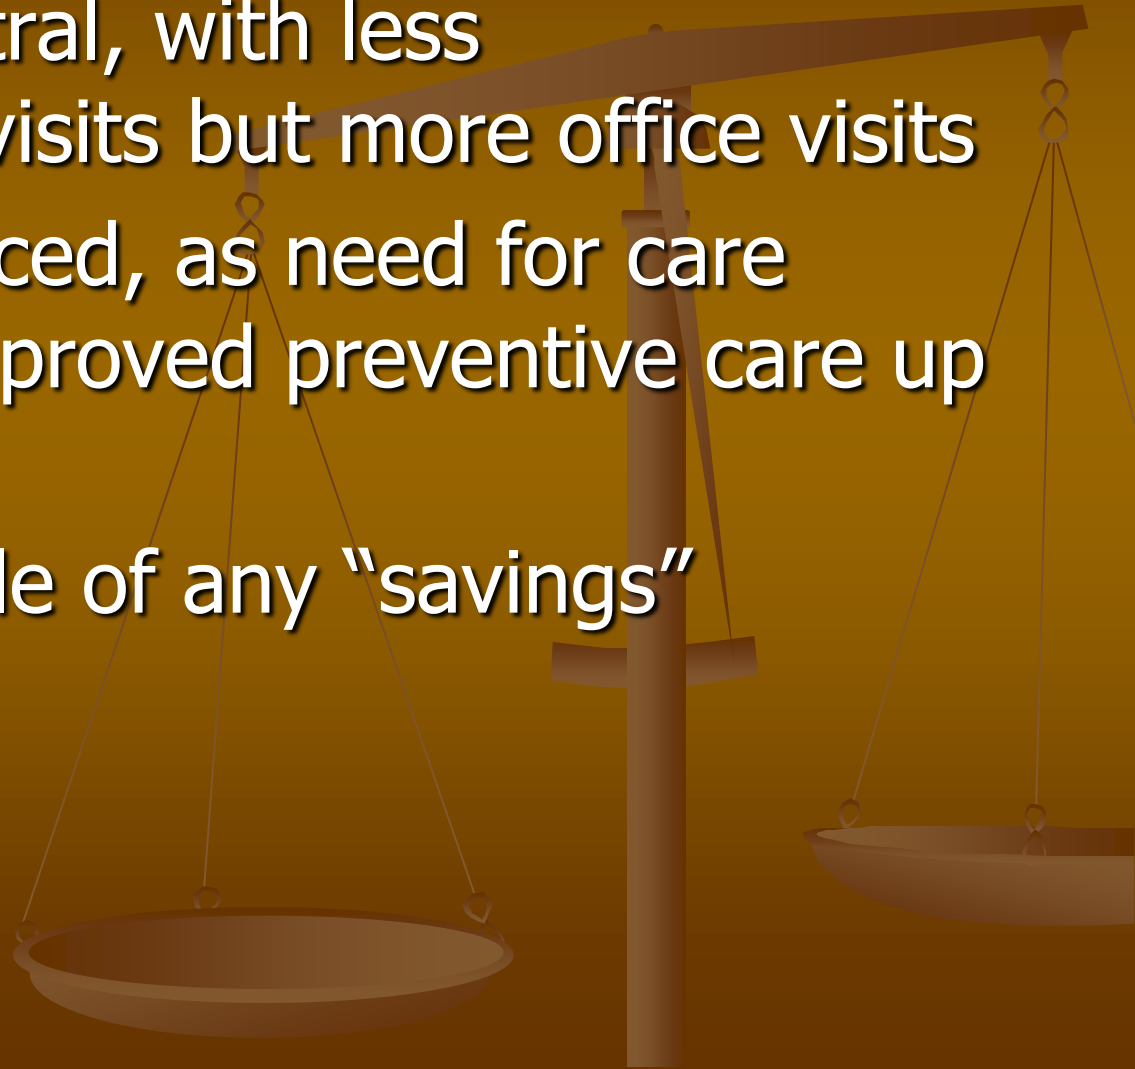 tral, with less
visits but more office visits
ced, as need for care
proved preventive care up
le of any “savings”